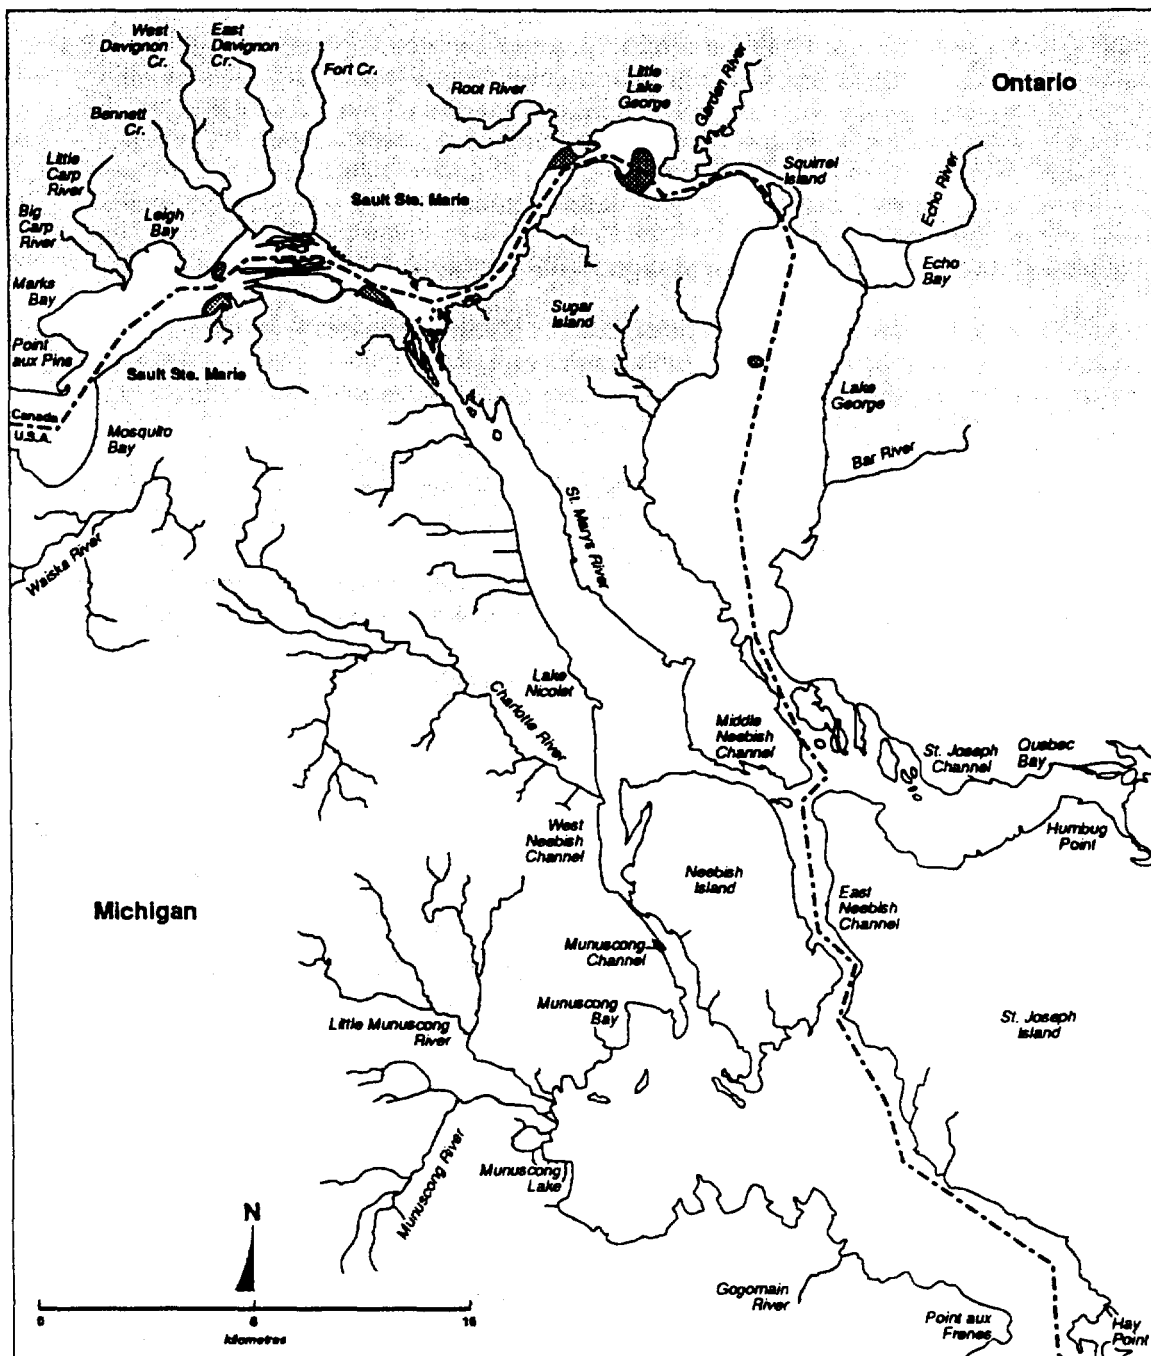 West
Davignon
Cr.
East
Davignon
Cr.
Fort Cr.
Root River
Little
Lake
George
Garden River
Ontario
Bennett
Cr.
Little
Carp
River
Big
Carp
River
Leigh
Bay
Sault Ste. Marie
Squirrel
Island
Echo River
Echo
Bay
Marks
Bay
Point
aux Pins
Sugar
Island
Sault Ste. Marie
Lake
George
Canada
U.S.A.
Mosquito
Bay
Bar River
St. Marys River
Waiska River
Lake
Nicolet
Charlotte River
Middle
Neebish
Channel
St. Joseph
Channel
Quebec
Bay
West
Neebish
Channel
Humbug
Point
Neebish
Island
East
Neebish
Channel
Michigan
Munuscong
Channel
Munuscong
Bay
Little Munuscong
River
St. Joseph
Island
Munuscong River
Munuscong
Lake
N
Gogomain
River
Point aux
Frenes
Hay
Point
0
16
kilometres